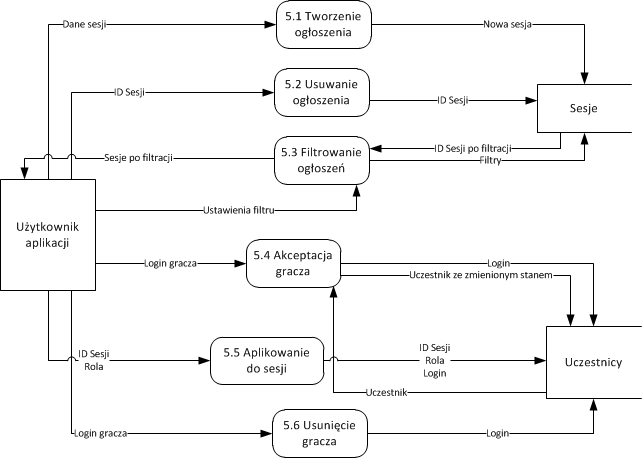 5.1 Tworzenie
ogłoszenia
Dane sesji
Nowa sesja
5.2 Usuwanie
ogłoszenia
ID Sesji
ID Sesji
Sesje
5.3 Filtrowanie
ogłoszeń
Sesje po filtracji
ID Sesji po filtracji
Filtry
Użytkownik
aplikacji
Ustawienia filtru
5.4 Akceptacja
gracza
Login gracza
Login
Uczestnik ze zmienionym stanem
ID Sesji
Rola
5.5 Aplikowanie
do sesji
ID Sesji
Rola
Login
Uczestnicy
Uczestnik
5.6 Usunięcie
gracza
Login gracza
Login